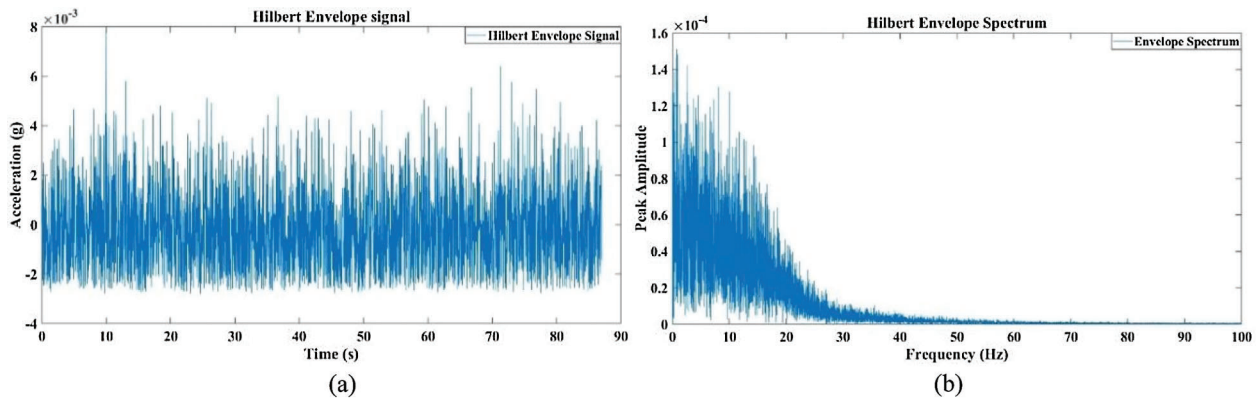 Hilbert Envelope signal
×10⁻³
Hilbert Envelope Signal
8
6
4
2
0
-2
-4
Acceleration (g)
0 10 20 30 40 50 60 70 80 90
Time (s)
(a)
Hilbert Envelope Spectrum
×10⁻⁴
Envelope Spectrum
1.6
1.4
1.2
1
0.8
0.6
0.4
0.2
0
Peak Amplitude
0 10 20 30 40 50 60 70 80 90 100
Frequency (Hz)
(b)